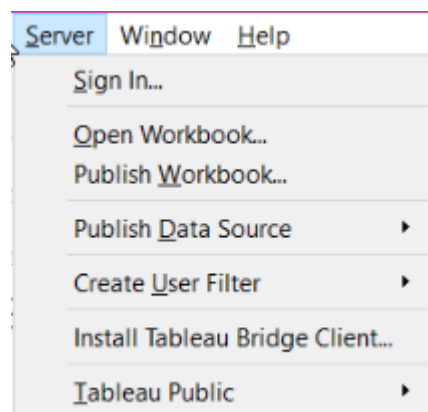 Server Window Help
Sign In...
Open Workbook...
Publish Workbook...
Publish Data Source
Create User Filter
Install Tableau Bridge Client...
Tableau Public